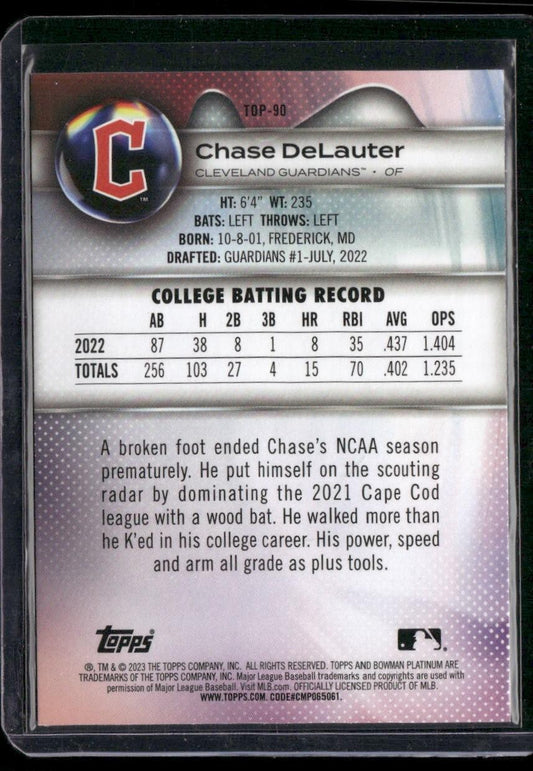 TOP-90
C
TM
Chase DeLauter
CLEVELAND GUARDIANS™ • OF
HT: 6'4" WT: 235
BATS: LEFT THROWS: LEFT
BORN: 10-8-01, FREDERICK, MD
DRAFTED: GUARDIANS #1-JULY, 2022
COLLEGE BATTING RECORD
AB H 2B 3B HR RBI AVG OPS
2022 87 38 8 1 8 35 .437 1.404
TOTALS 256 103 27 4 15 70 .402 1.235
A broken foot ended Chase's NCAA season
prematurely. He put himself on the scouting
radar by dominating the 2021 Cape Cod
league with a wood bat. He walked more than
he K'ed in his college career. His power, speed
and arm all grade as plus tools.
Topps
®, TM & © 2023 THE TOPPS COMPANY, INC. ALL RIGHTS RESERVED. TOPPS AND BOWMAN PLATINUM ARE
TRADEMARKS OF THE TOPPS COMPANY, INC. Major League Baseball trademarks and copyrights are used with
permission of Major League Baseball. Visit MLB.com. OFFICIALLY LICENSED PRODUCT OF MLB.
WWW.TOPPS.COM. CODE#CMP065061.